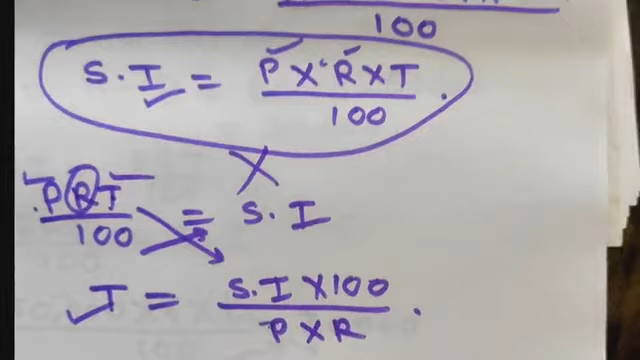 100
S.I = P X R X T / 100 .
PRT / 100 = S.I
T = S.I X 100 / P X R .